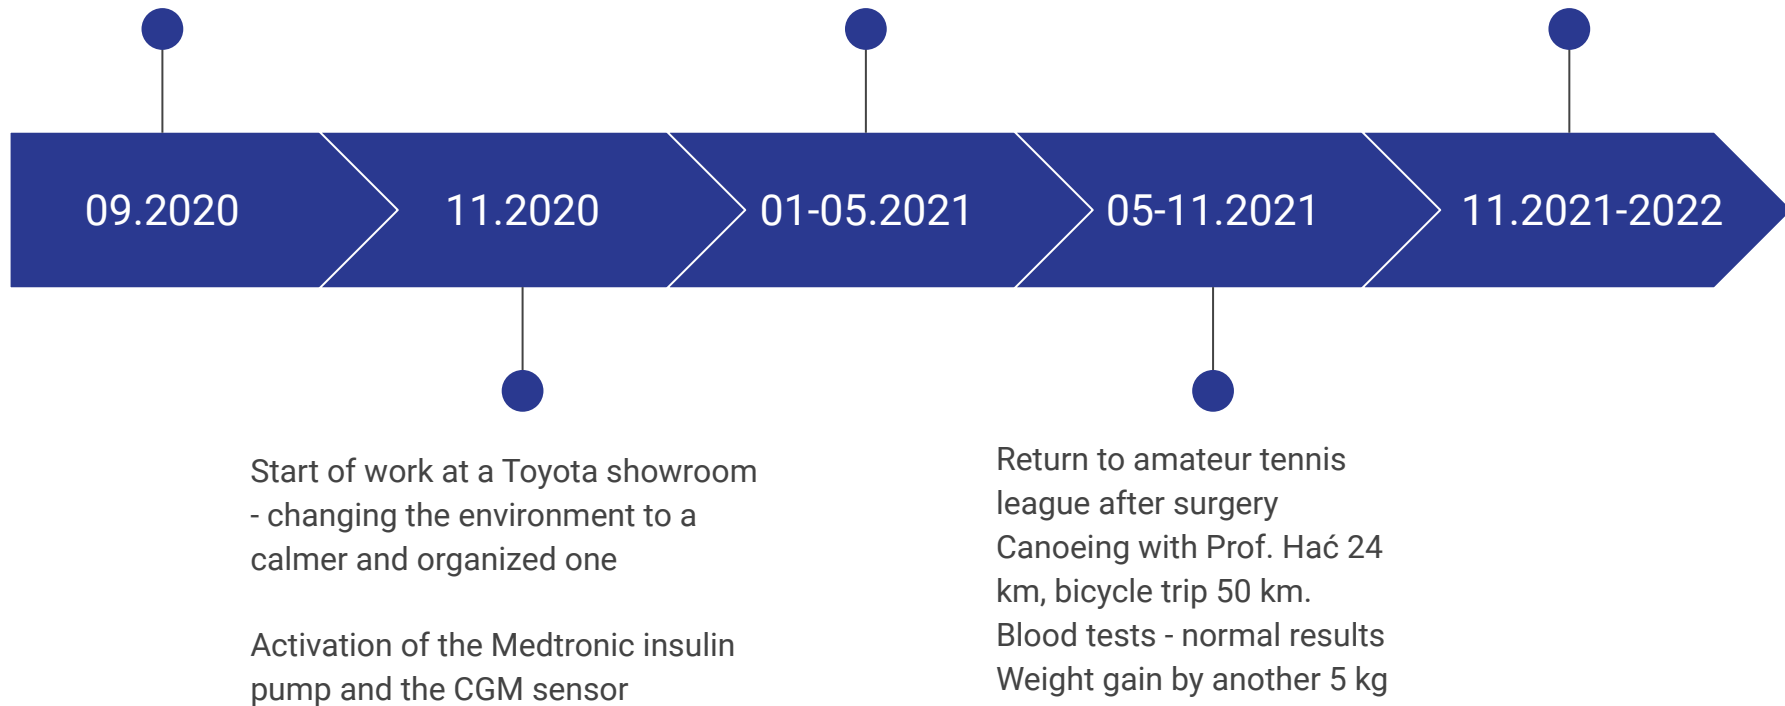 09.2020
11.2020
01-05.2021
05-11.2021
11.2021-2022
Start of work at a Toyota showroom
- changing the environment to a
calmer and organized one
Activation of the Medtronic insulin
pump and the CGM sensor
Return to amateur tennis
league after surgery
Canoeing with Prof. Hać 24
km, bicycle trip 50 km.
Blood tests - normal results
Weight gain by another 5 kg